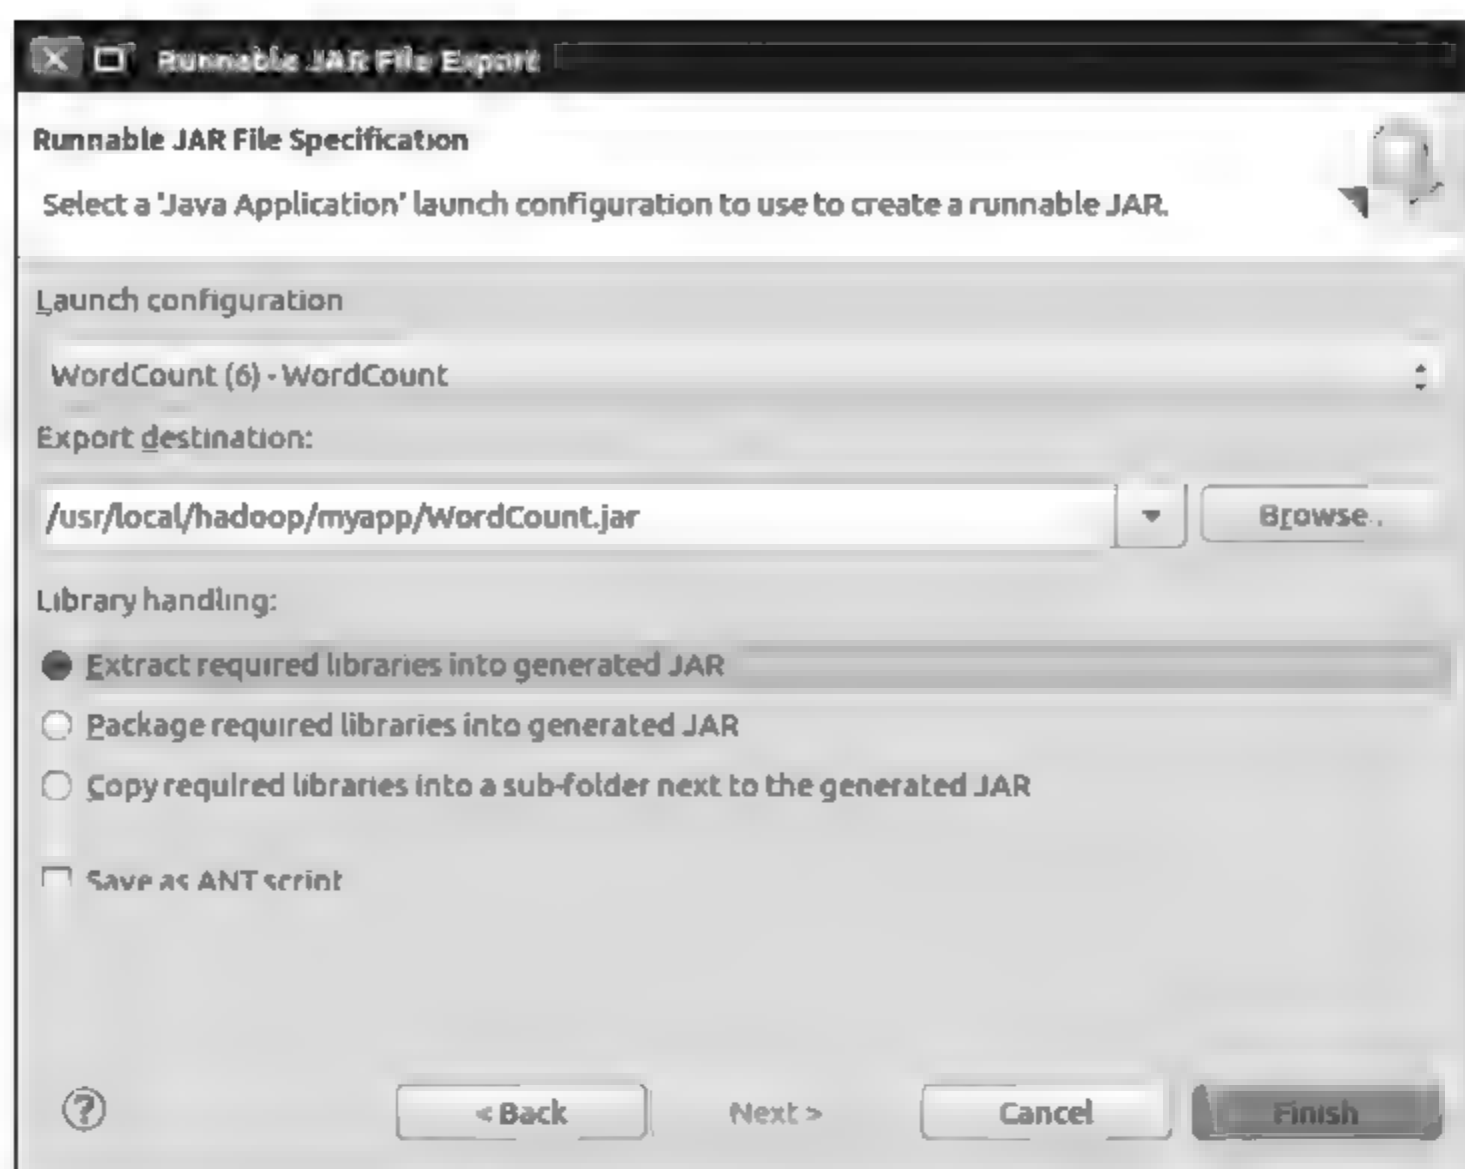 Runnable JAR File Export
Runnable JAR File Specification
Select a 'Java Application' launch configuration to use to create a runnable JAR.
Launch configuration
WordCount (6) - WordCount
Export destination:
/usr/local/hadoop/myapp/WordCount.jar
Browse..
Library handling:
Extract required libraries into generated JAR
Package required libraries into generated JAR
Copy required libraries into a sub-folder next to the generated JAR
Save as ANT script
? < Back Next > Cancel Finish